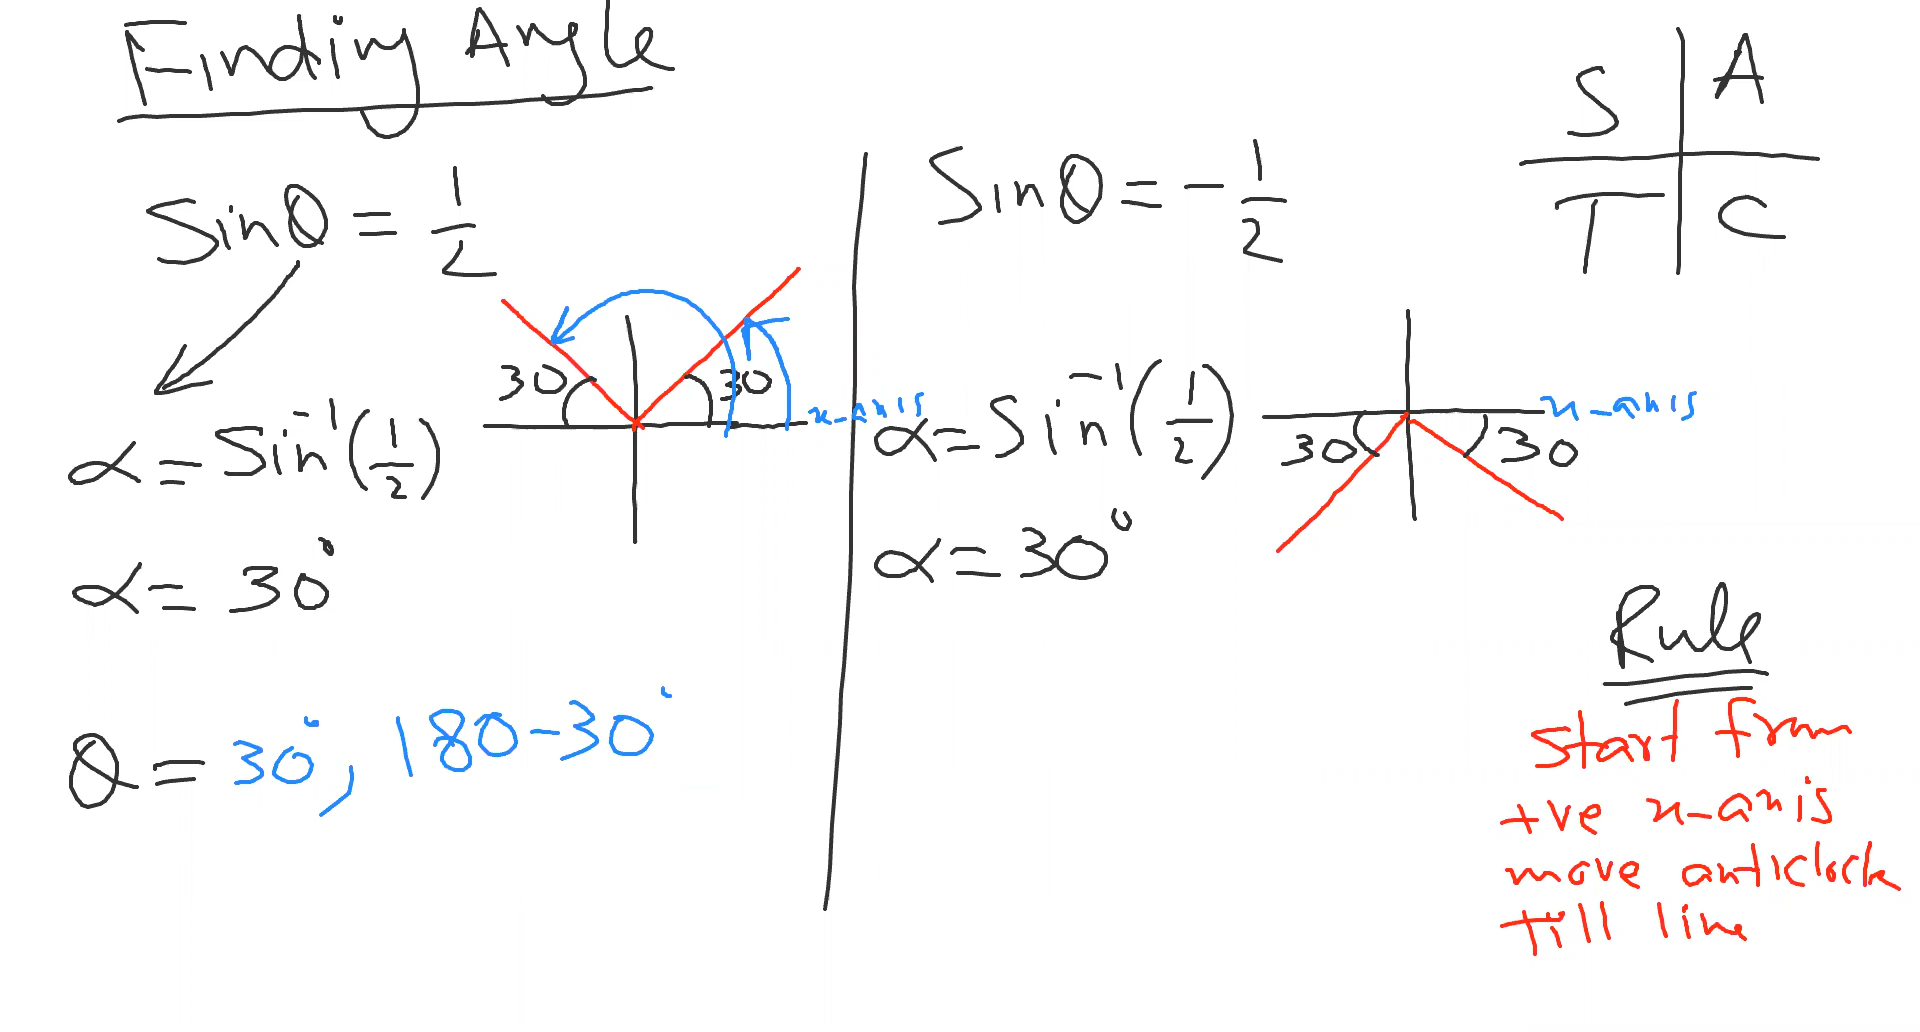 Finding Angle
Sinθ = 1/2
30
30
x-axis
α = Sin⁻¹(1/2)
α = 30°
θ = 30°, 180-30°
Sinθ = -1/2
α = Sin⁻¹(1/2)
30
30
x-axis
α = 30°
S A
T C
Rule
Start from
+ve x-axis
move anticlock
till line